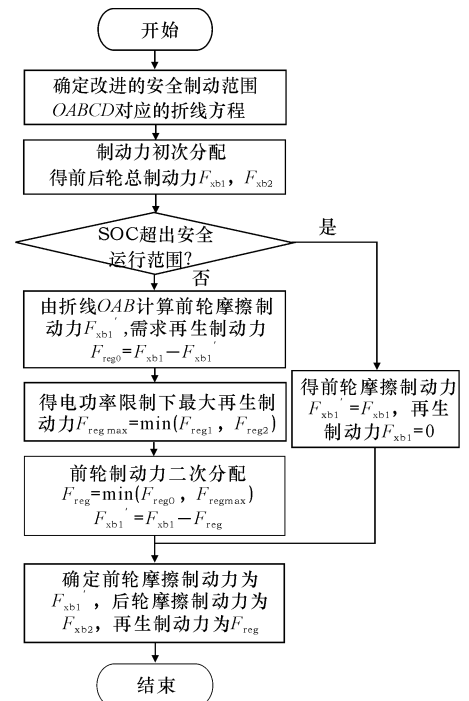 开始
确定改进的安全制动范围
OABCD对应的折线方程
制动力初次分配
得前后轮总制动力Fxb1，Fxb2
SOC超出安全
运行范围?
是
否
由折线OAB计算前轮摩擦制
动力Fxb1′,需求再生制动力
Freg0=Fxb1−Fxb1′
得电功率限制下最大再生制
动力Freg max=min(Freg1，Freg2)
得前轮摩擦制动力
Fxb1′=Fxb1，再生
制动力Fxb1=0
前轮制动力二次分配
Freg=min(Freg0，Fregmax)
Fxb1′=Fxb1−Freg
确定前轮摩擦制动力为
Fxb1′，后轮摩擦制动力为
Fxb2，再生制动力为Freg
结束